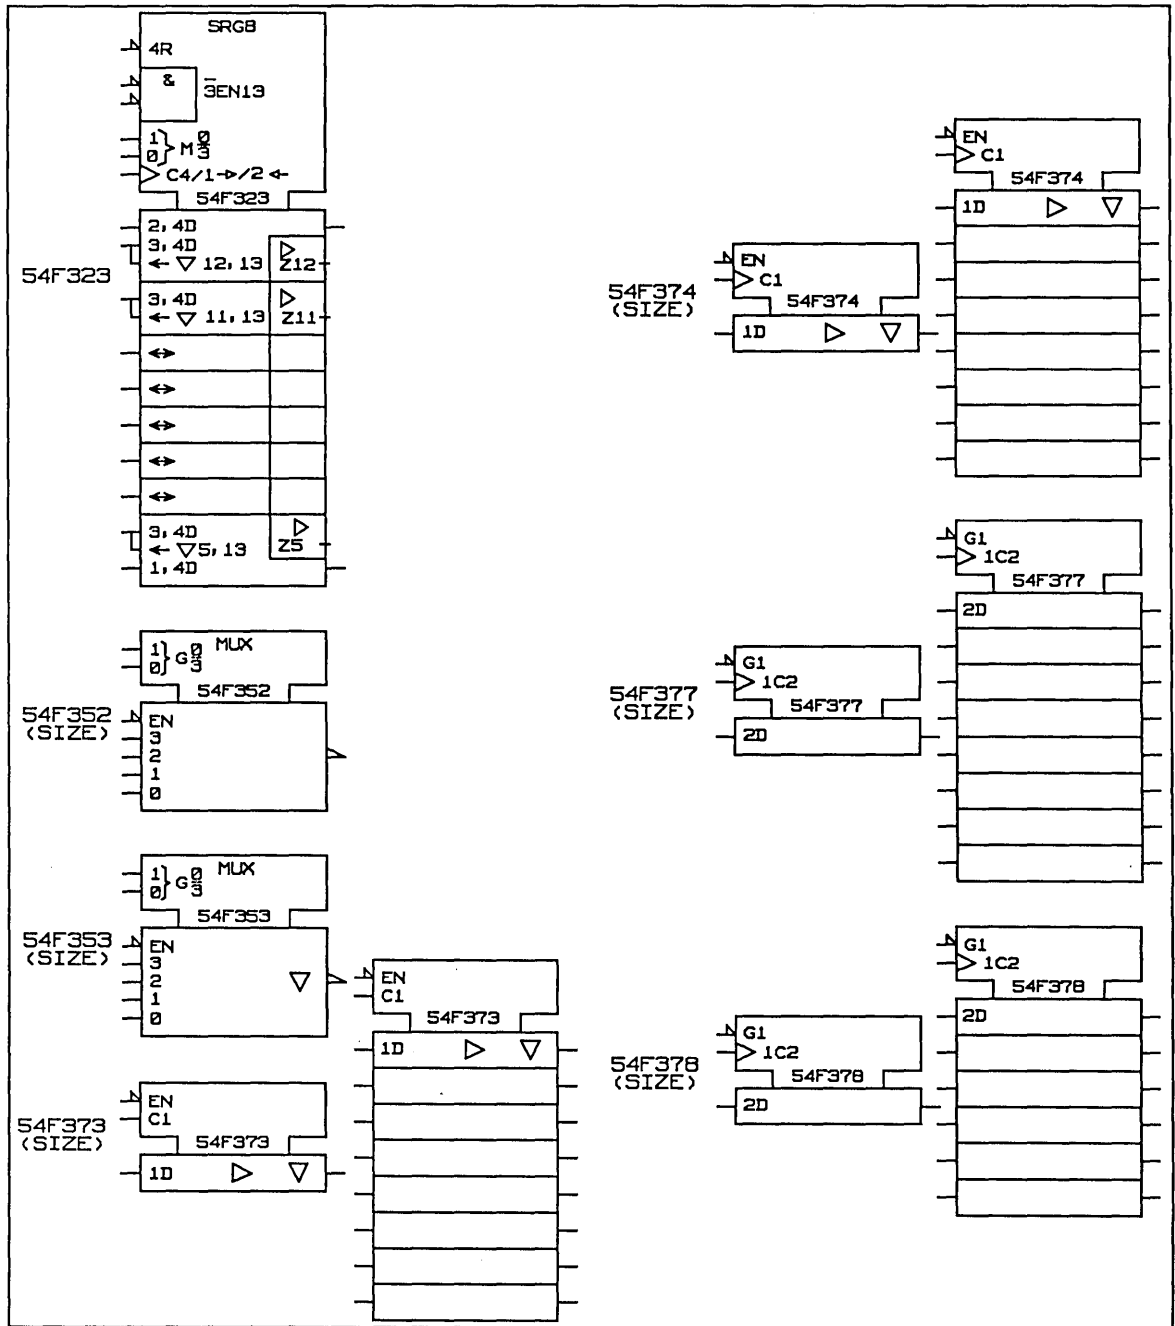 SRG8
4R
&
3̅EN13
1
0
} M 0/3
C4/1→/2←
54F323
54F323
2,4D
3,4D
← ▽ 12,13
▷
Z12
3,4D
← ▽ 11,13
▷
Z11
↔
↔
↔
↔
↔
3,4D
← ▽5,13
▷
Z5
1,4D
MUX
1
0
} G 0/3
54F352
54F352
(SIZE)
EN
3
2
1
0
MUX
1
0
} G 0/3
54F353
54F353
(SIZE)
EN
3
2
1
0
▽
EN
C1
54F373
54F373
(SIZE)
1D ▷ ▽
EN
C1
54F373
1D ▷ ▽
54F374
(SIZE)
EN
C1
54F374
1D ▷ ▽
EN
C1
54F374
1D ▷ ▽
54F377
(SIZE)
G1
1C2
54F377
2D
G1
1C2
54F377
2D
54F378
(SIZE)
G1
1C2
54F378
2D
G1
1C2
54F378
2D